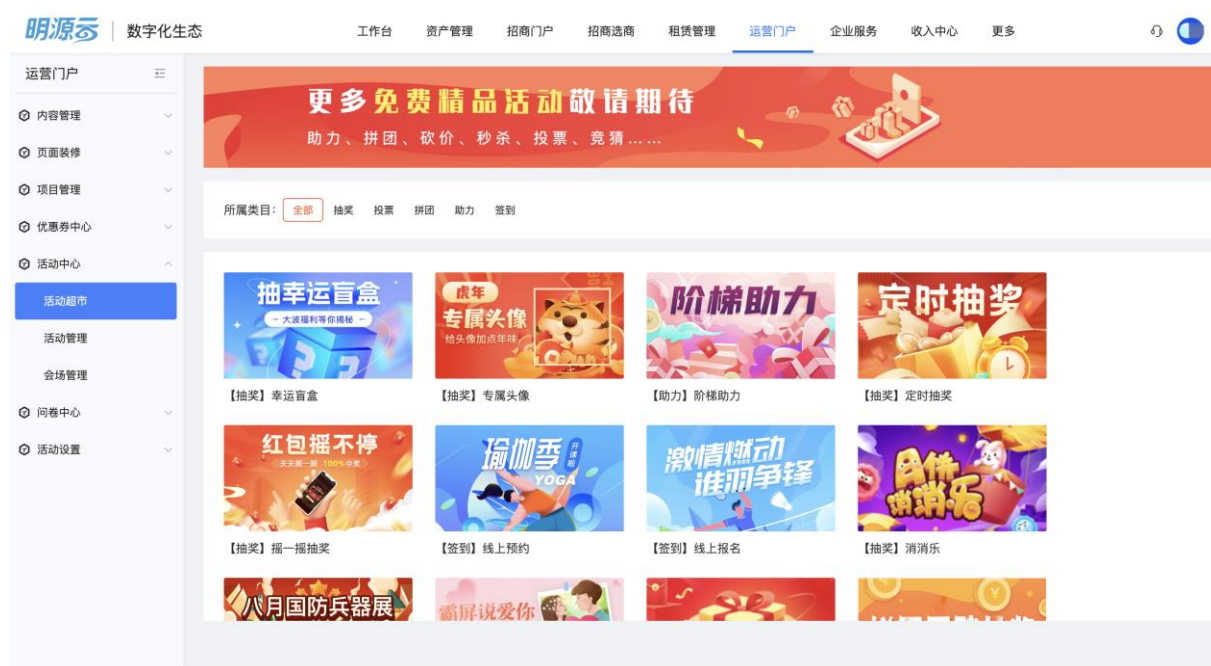 明源云 数字化生态
工作台 资产管理 招商门户 招商选商 租赁管理 运营门户 企业服务 收入中心 更多
运营门户
内容管理
页面装修
项目管理
优惠券中心
活动中心
活动超市
活动管理
会场管理
问卷中心
活动设置
更多免费精品活动敬请期待
助力、拼团、砍价、秒杀、投票、竞猜……
所属类目: 全部 抽奖 投票 拼团 助力 签到
抽幸运盲盒
大波福利等你揭秘
虎年
专属头像
给头像加点年味
阶梯助力
定时抽奖
【抽奖】幸运盲盒
【抽奖】专属头像
【助力】阶梯助力
【抽奖】定时抽奖
红包摇不停
天天摇一摇 100%中奖
瑜伽季
开课啦
YOGA
激情燃动
谁羽争锋
月饼
消消乐
【抽奖】摇一摇抽奖
【签到】线上预约
【签到】线上报名
【抽奖】消消乐
八月国防兵器展
霸屏说爱你